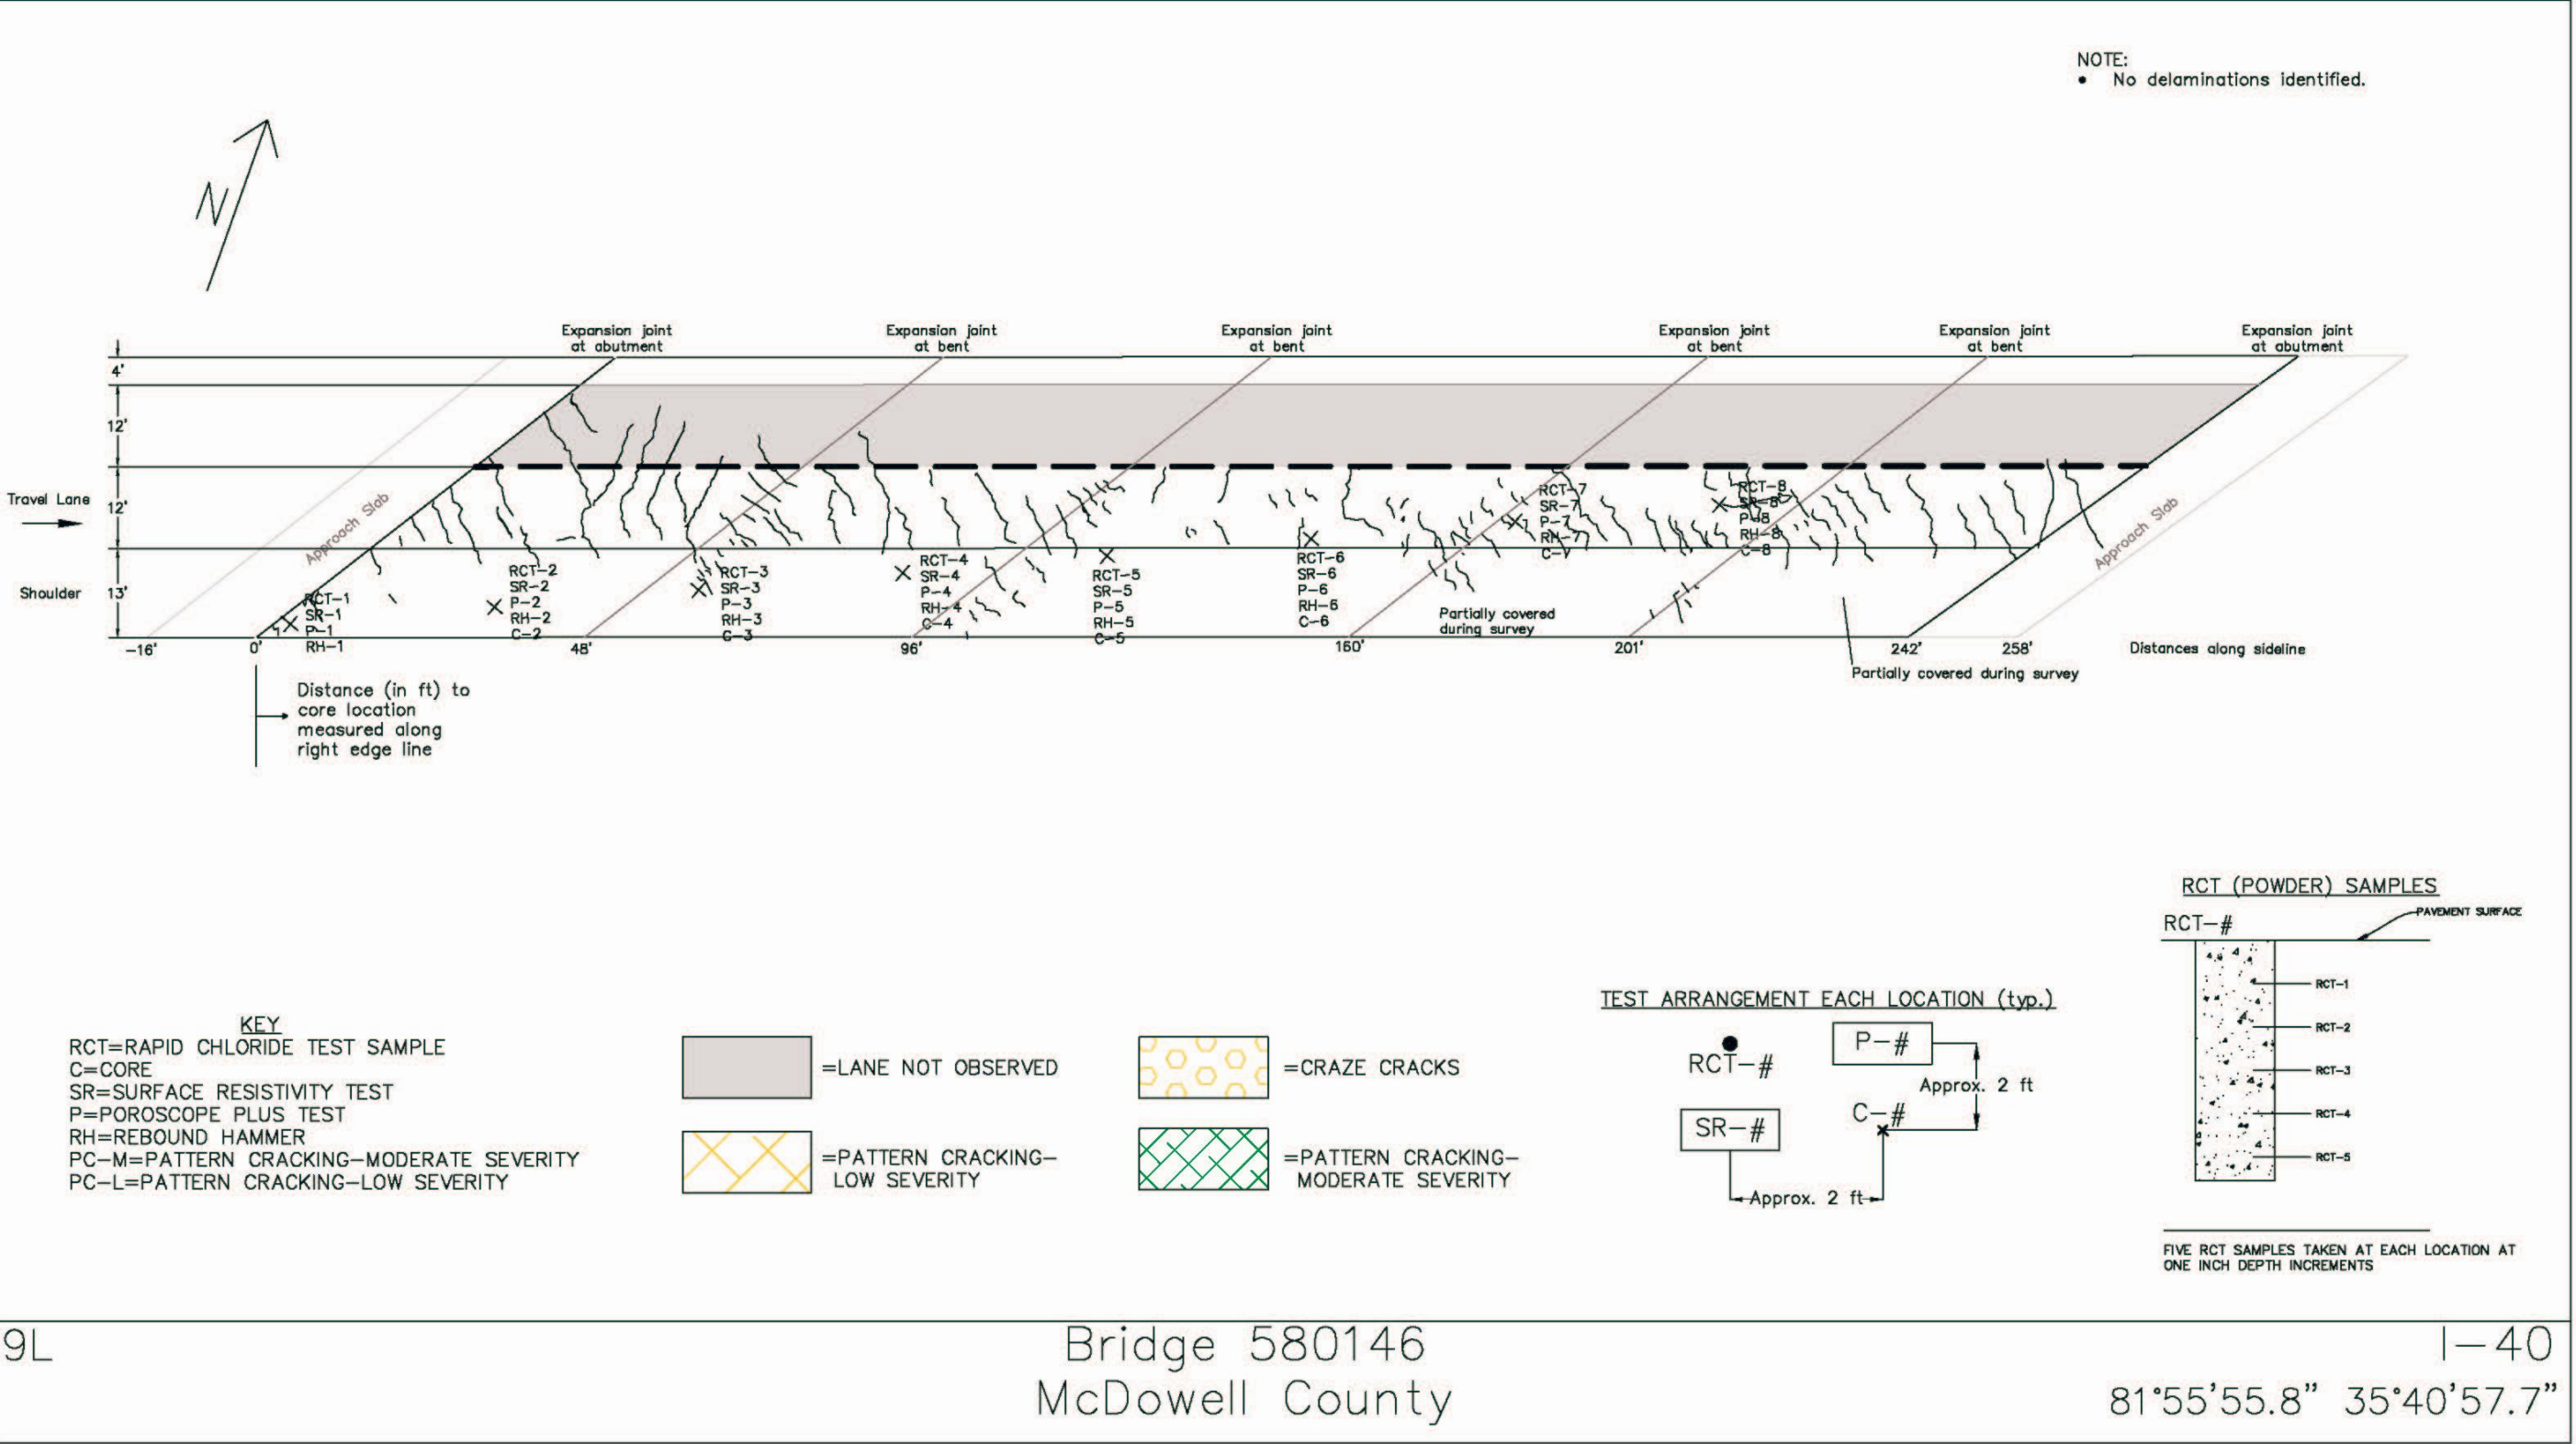 NOTE:
• No delaminations identified.
N
Expansion joint
at abutment
Expansion joint
at bent
Expansion joint
at bent
Expansion joint
at bent
Expansion joint
at bent
Expansion joint
at abutment
4'
12'
Travel Lane
12'
Shoulder
13'
Approach Slab
Approach Slab
RCT-1
SR-1
P-1
RH-1
RCT-2
SR-2
P-2
RH-2
C-2
RCT-3
SR-3
P-3
RH-3
C-3
RCT-4
SR-4
P-4
RH-4
C-4
RCT-5
SR-5
P-5
RH-5
C-5
RCT-6
SR-6
P-6
RH-6
C-6
RCT-7
SR-7
P-7
RH-7
C-7
RCT-8
SR-8
P-8
RH-8
C-8
Partially covered
during survey
-16'
0'
48'
96'
160'
201'
242'
258'
Distances along sideline
Partially covered during survey
Distance (in ft) to
core location
measured along
right edge line
KEY
RCT=RAPID CHLORIDE TEST SAMPLE
C=CORE
SR=SURFACE RESISTIVITY TEST
P=POROSCOPE PLUS TEST
RH=REBOUND HAMMER
PC-M=PATTERN CRACKING-MODERATE SEVERITY
PC-L=PATTERN CRACKING-LOW SEVERITY
=LANE NOT OBSERVED
=PATTERN CRACKING-
LOW SEVERITY
=CRAZE CRACKS
=PATTERN CRACKING-
MODERATE SEVERITY
TEST ARRANGEMENT EACH LOCATION (typ.)
RCT-#
P-#
Approx. 2 ft
SR-#
C-#
Approx. 2 ft
RCT (POWDER) SAMPLES
RCT-#
PAVEMENT SURFACE
RCT-1
RCT-2
RCT-3
RCT-4
RCT-5
FIVE RCT SAMPLES TAKEN AT EACH LOCATION AT
ONE INCH DEPTH INCREMENTS
9L
Bridge 580146
McDowell County
I-40
81°55'55.8" 35°40'57.7"